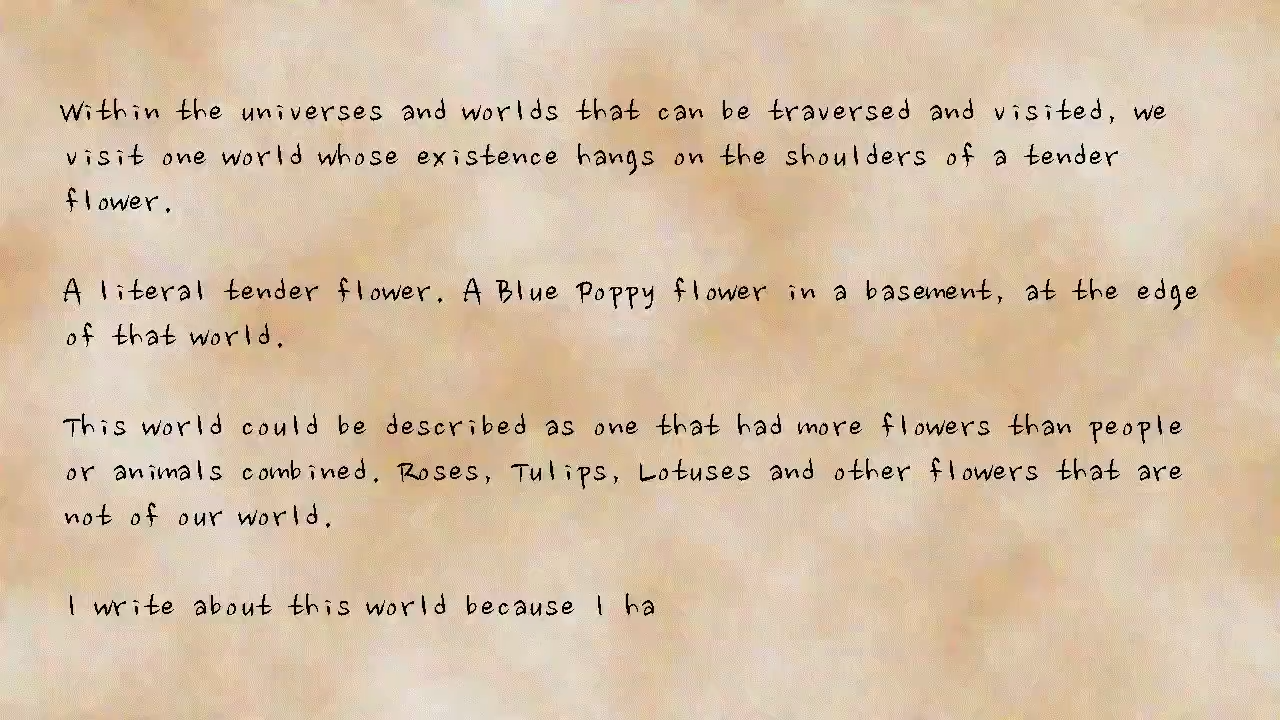 Within the universes and worlds that can be traversed and visited, we
visit one world whose existence hangs on the shoulders of a tender
flower.
A literal tender flower. A Blue Poppy flower in a basement, at the edge
of that world.
This world could be described as one that had more flowers than people
or animals combined. Roses, Tulips, Lotuses and other flowers that are
not of our world.
I write about this world because I ha